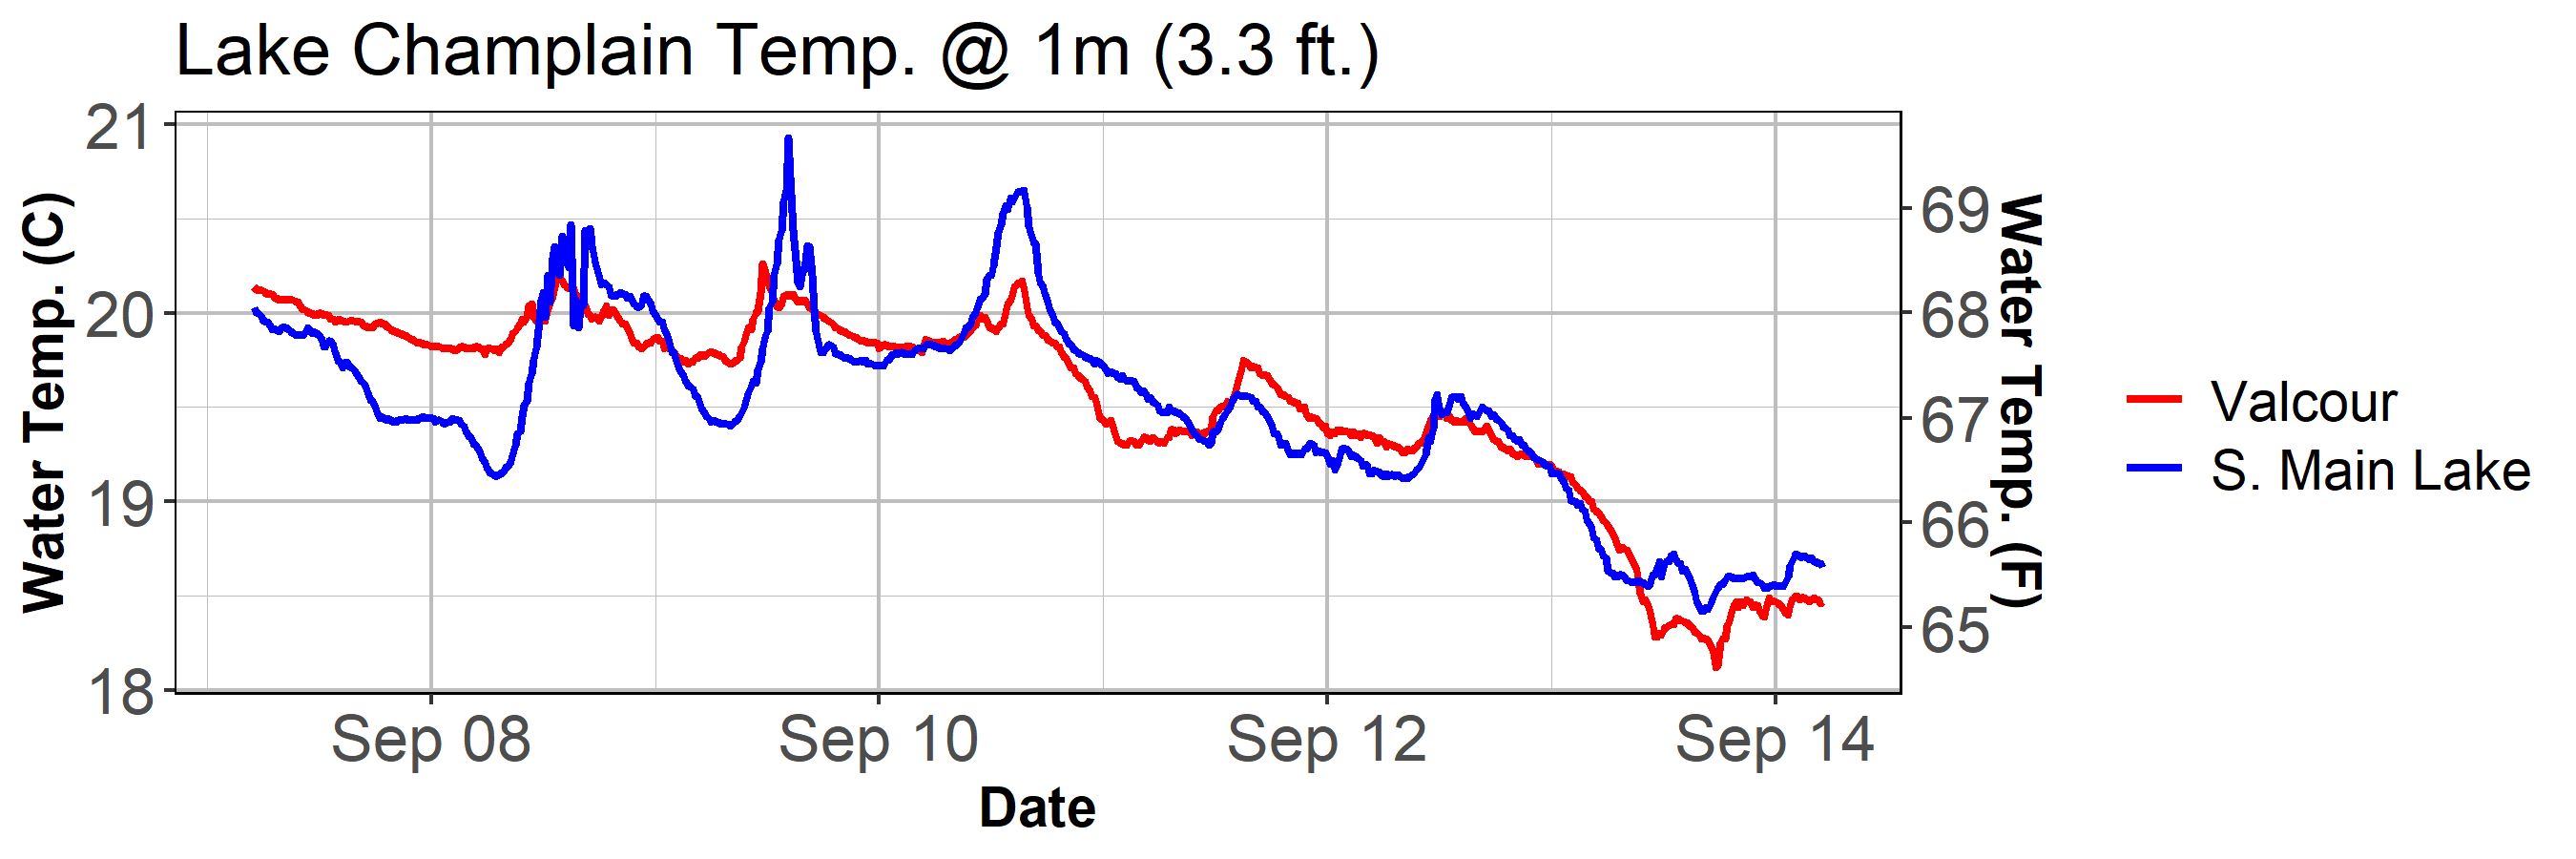 Lake Champlain Temp. @ 1m (3.3 ft.)
Water Temp. (C)
21
20
19
18
69
68
67
66
65
Water Temp. (F)
Sep 08
Sep 10
Sep 12
Sep 14
Date
Valcour
S. Main Lake